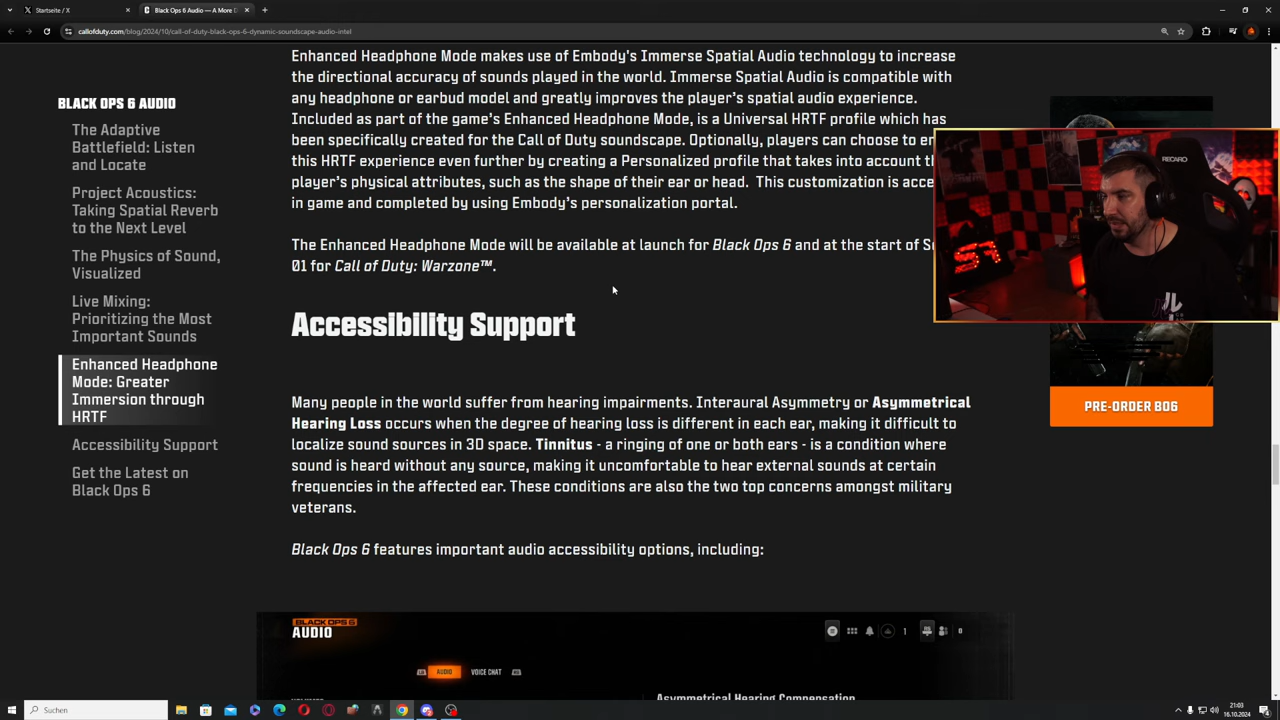 Startseite / X
Black Ops 6 Audio — A More D
callofduty.com/blog/2024/10/call-of-duty-black-ops-6-dynamic-soundscape-audio-intel
BLACK OPS 6 AUDIO
The Adaptive
Battlefield: Listen
and Locate
Project Acoustics:
Taking Spatial Reverb
to the Next Level
The Physics of Sound,
Visualized
Live Mixing:
Prioritizing the Most
Important Sounds
Enhanced Headphone
Mode: Greater
Immersion through
HRTF
Accessibility Support
Get the Latest on
Black Ops 6
Enhanced Headphone Mode makes use of Embody's Immerse Spatial Audio technology to increase
the directional accuracy of sounds played in the world. Immerse Spatial Audio is compatible with
any headphone or earbud model and greatly improves the player's spatial audio experience.
Included as part of the game's Enhanced Headphone Mode, is a Universal HRTF profile which has
been specifically created for the Call of Duty soundscape. Optionally, players can choose to en
this HRTF experience even further by creating a Personalized profile that takes into account th
player's physical attributes, such as the shape of their ear or head. This customization is acce
in game and completed by using Embody's personalization portal.
The Enhanced Headphone Mode will be available at launch for Black Ops 6 and at the start of Se
01 for Call of Duty: Warzone™.
Accessibility Support
Many people in the world suffer from hearing impairments. Interaural Asymmetry or Asymmetrical
Hearing Loss occurs when the degree of hearing loss is different in each ear, making it difficult to
localize sound sources in 3D space. Tinnitus - a ringing of one or both ears - is a condition where
sound is heard without any source, making it uncomfortable to hear external sounds at certain
frequencies in the affected ear. These conditions are also the two top concerns amongst military
veterans.
Black Ops 6 features important audio accessibility options, including:
BLACK OPS 6
AUDIO
1
0
AUDIO
VOICE CHAT
Asymmetrical Hearing Compensation
RECARO
PRE-ORDER BO6
Suchen
21:03
16.10.2024